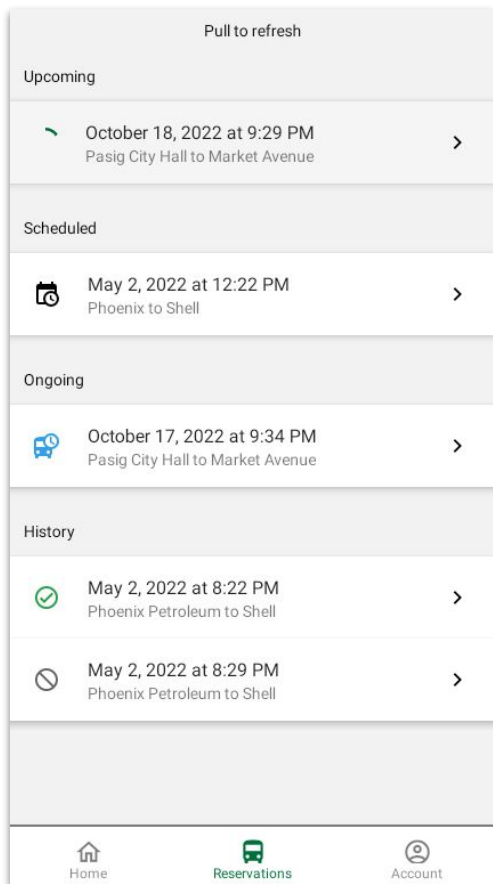 Pull to refresh
Upcoming
October 18, 2022 at 9:29 PM
Pasig City Hall to Market Avenue
Scheduled
May 2, 2022 at 12:22 PM
Phoenix to Shell
Ongoing
October 17, 2022 at 9:34 PM
Pasig City Hall to Market Avenue
History
May 2, 2022 at 8:22 PM
Phoenix Petroleum to Shell
May 2, 2022 at 8:29 PM
Phoenix Petroleum to Shell
Home
Reservations
Account